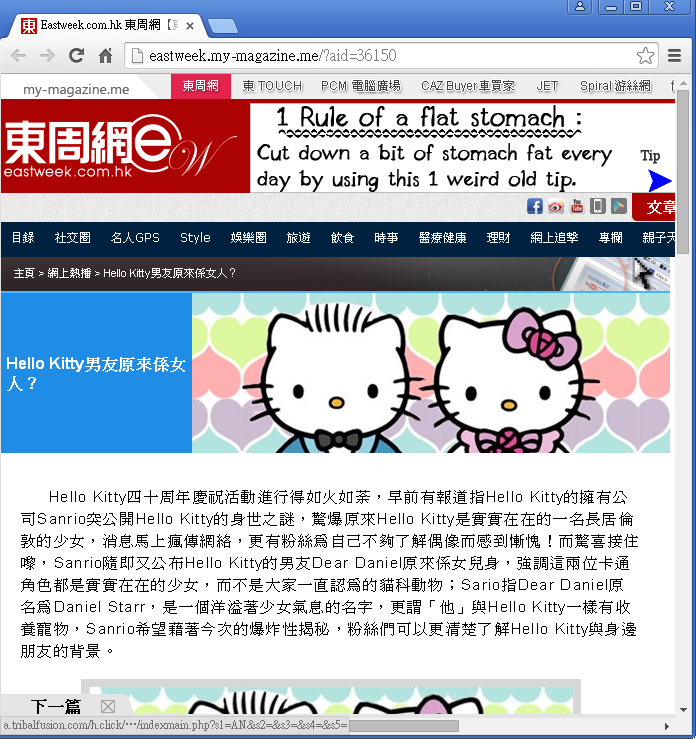 Eastweek.com.hk 東周網【
eastweek.my-magazine.me/?aid=36150
my-magazine.me
東周網
東 TOUCH
PCM 電腦廣場
CAZ Buyer 車買家
JET
Spiral 游絲網
東周網eW
eastweek.com.hk
1 Rule of a flat stomach :
Cut down a bit of stomach fat every
day by using this 1 weird old tip.
Tip
文章
目錄 社交圈 名人GPS Style 娛樂圈 旅遊 飲食 時事 醫療健康 理財 網上追擊 專欄 親子天
主頁 > 網上熱播 > Hello Kitty男友原來係女人？
Hello Kitty男友原來係女
人？
Hello Kitty四十周年慶祝活動進行得如火如荼，早前有報道指Hello Kitty的擁有公
司Sanrio突公開Hello Kitty的身世之謎，驚爆原來Hello Kitty是實實在在的一名長居倫
敦的少女，消息馬上瘋傳網絡，更有粉絲為自己不夠了解偶像而感到慚愧！而驚喜接住
嚟，Sanrio隨即又公布Hello Kitty的男友Dear Daniel原來係女兒身，強調這兩位卡通
角色都是實實在在的少女，而不是大家一直認為的貓科動物；Sario指Dear Daniel原
名為Daniel Starr，是一個洋溢著少女氣息的名字，更謂「他」與Hello Kitty一樣有收
養寵物，Sanrio希望藉著今次的爆炸性揭秘，粉絲們可以更清楚了解Hello Kitty與身邊
朋友的背景。
下一篇
a.tribalfusion.com/h.click/⋯/indexmain.php?s1=AN&s2=&s3=&s4=&s5=